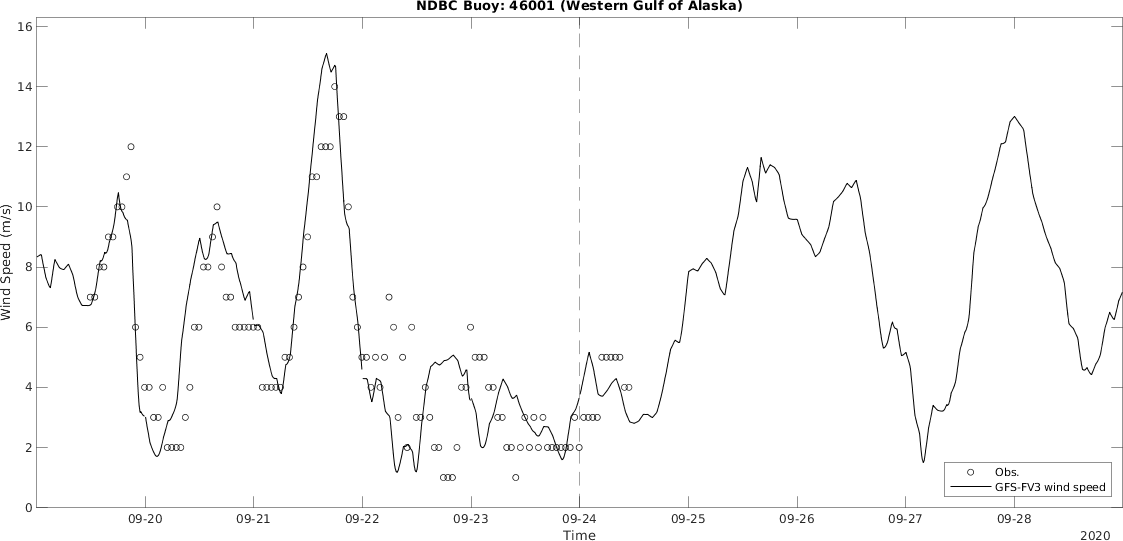 NDBC Buoy: 46001 (Western Gulf of Alaska)
16
14
12
10
8
6
4
2
0
Wind Speed (m/s)
Obs.
GFS-FV3 wind speed
09-20 09-21 09-22 09-23 09-24 09-25 09-26 09-27 09-28
Time
2020